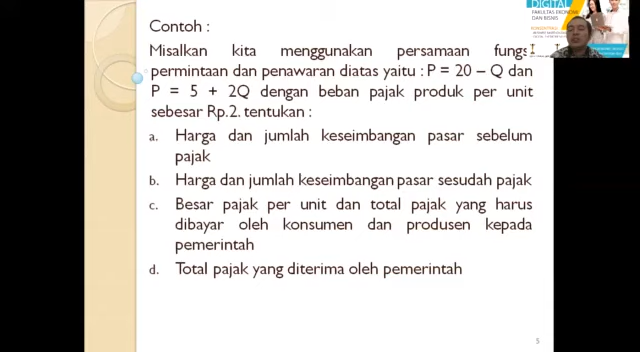 DIGITAL
FAKULTAS EKONOMI
DAN BISNIS
Contoh :
Misalkan kita menggunakan persamaan fungsi
permintaan dan penawaran diatas yaitu : P = 20 – Q dan
P = 5 + 2Q dengan beban pajak produk per unit
sebesar Rp.2. tentukan :
a. Harga dan jumlah keseimbangan pasar sebelum
pajak
b. Harga dan jumlah keseimbangan pasar sesudah pajak
c. Besar pajak per unit dan total pajak yang harus
dibayar oleh konsumen dan produsen kepada
pemerintah
d. Total pajak yang diterima oleh pemerintah
5